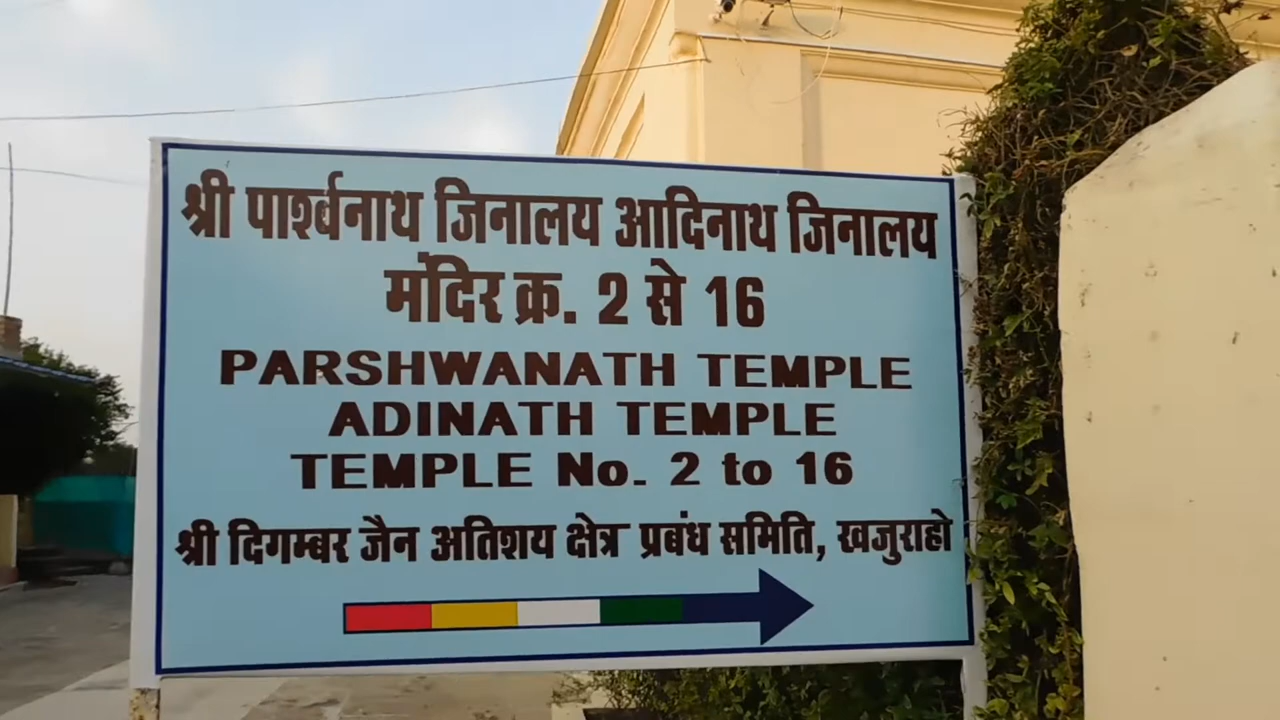 श्री पार्श्वनाथ जिनालय आदिनाथ जिनालय
मंदिर क्र. 2 से 16
PARSHWANATH TEMPLE
ADINATH TEMPLE
TEMPLE No. 2 to 16
श्री दिगम्बर जैन अतिशय क्षेत्र प्रबंध समिति, खजुराहो